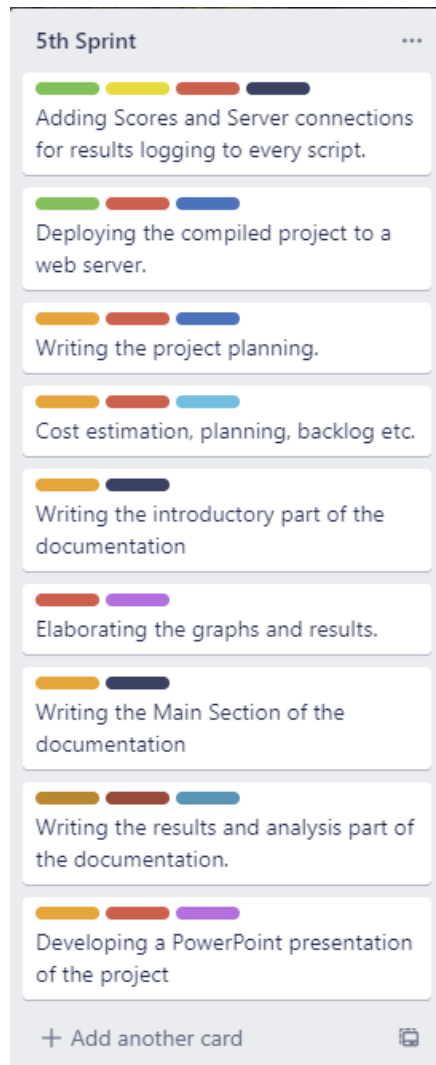 5th Sprint
Adding Scores and Server connections
for results logging to every script.
Deploying the compiled project to a
web server.
Writing the project planning.
Cost estimation, planning, backlog etc.
Writing the introductory part of the
documentation
Elaborating the graphs and results.
Writing the Main Section of the
documentation
Writing the results and analysis part of
the documentation.
Developing a PowerPoint presentation
of the project
+ Add another card